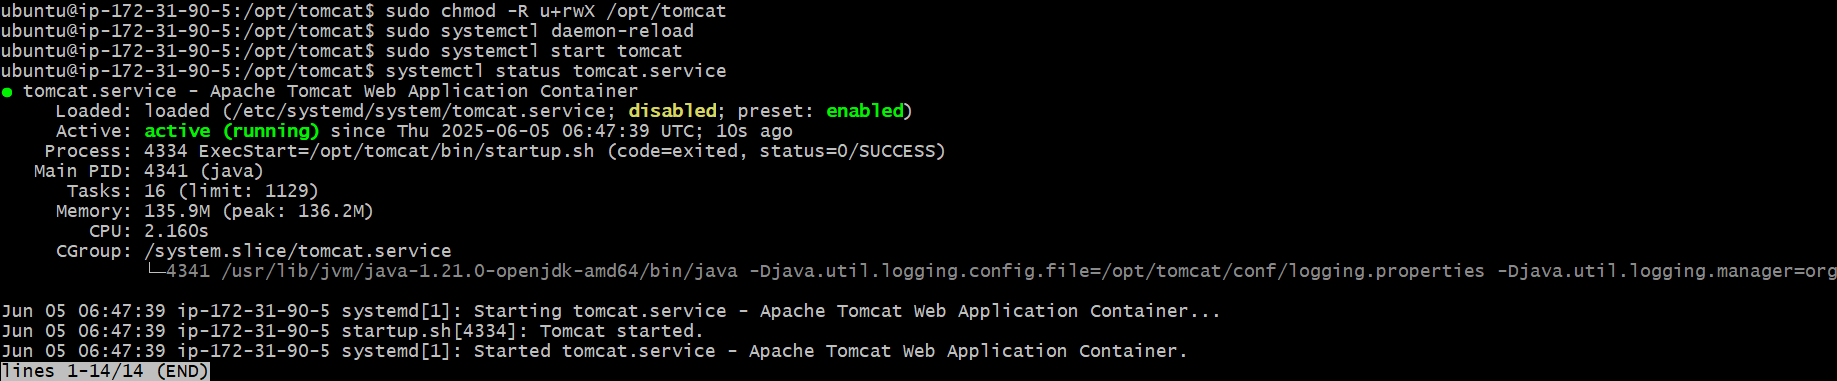 ubuntu@ip-172-31-90-5:/opt/tomcat$ sudo chmod -R u+rwX /opt/tomcat
ubuntu@ip-172-31-90-5:/opt/tomcat$ sudo systemctl daemon-reload
ubuntu@ip-172-31-90-5:/opt/tomcat$ sudo systemctl start tomcat
ubuntu@ip-172-31-90-5:/opt/tomcat$ systemctl status tomcat.service
● tomcat.service - Apache Tomcat Web Application Container
     Loaded: loaded (/etc/systemd/system/tomcat.service; disabled; preset: enabled)
     Active: active (running) since Thu 2025-06-05 06:47:39 UTC; 10s ago
    Process: 4334 ExecStart=/opt/tomcat/bin/startup.sh (code=exited, status=0/SUCCESS)
   Main PID: 4341 (java)
      Tasks: 16 (limit: 1129)
     Memory: 135.9M (peak: 136.2M)
        CPU: 2.160s
     CGroup: /system.slice/tomcat.service
             └─4341 /usr/lib/jvm/java-1.21.0-openjdk-amd64/bin/java -Djava.util.logging.config.file=/opt/tomcat/conf/logging.properties -Djava.util.logging.manager=org

Jun 05 06:47:39 ip-172-31-90-5 systemd[1]: Starting tomcat.service - Apache Tomcat Web Application Container...
Jun 05 06:47:39 ip-172-31-90-5 startup.sh[4334]: Tomcat started.
Jun 05 06:47:39 ip-172-31-90-5 systemd[1]: Started tomcat.service - Apache Tomcat Web Application Container.
lines 1-14/14 (END)